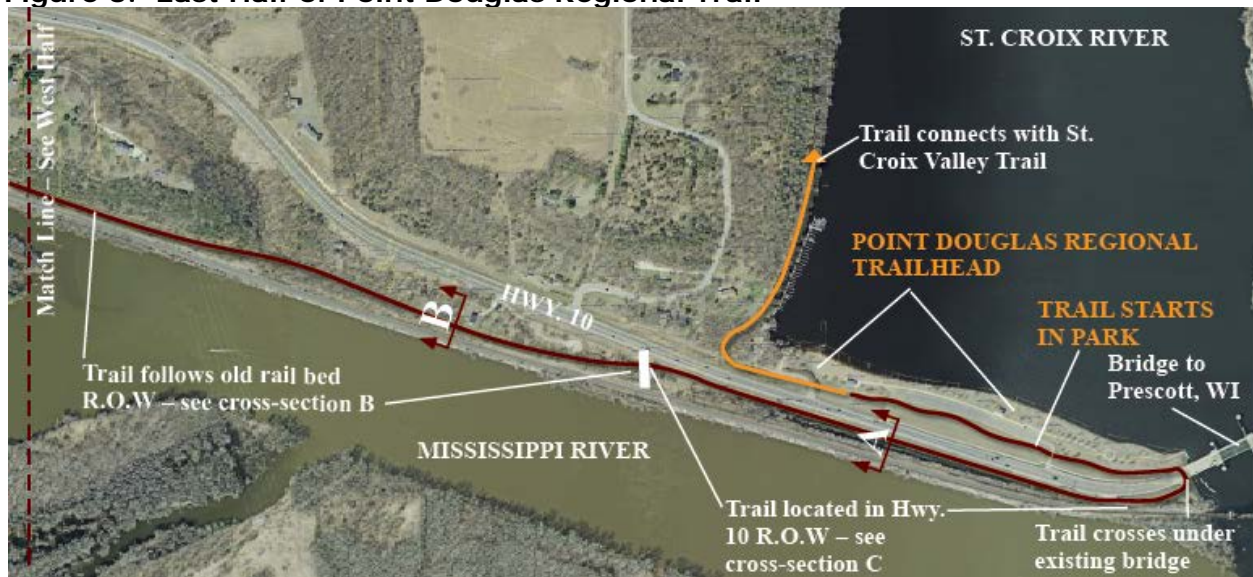 Figure East Half of Point Douglas Regional Trail
ST. CROIX RIVER
Match Line – See West Half
Trail connects with St.
Croix Valley Trail
POINT DOUGLAS REGIONAL
TRAILHEAD
HWY. 10
B
TRAIL STARTS
IN PARK
Bridge to
Prescott, WI
Trail follows old rail bed
R.O.W – see cross-section B
A
MISSISSIPPI RIVER
Trail located in Hwy.
10 R.O.W – see
cross-section C
Trail crosses under
existing bridge